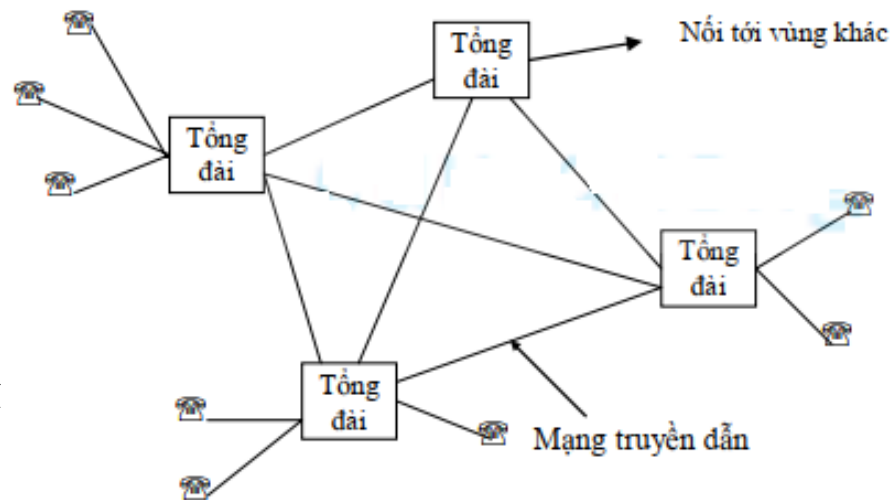 Tổng
đài
Nối tới vùng khác
Tổng
đài
Tổng
đài
Tổng
đài
Mạng truyền dẫn